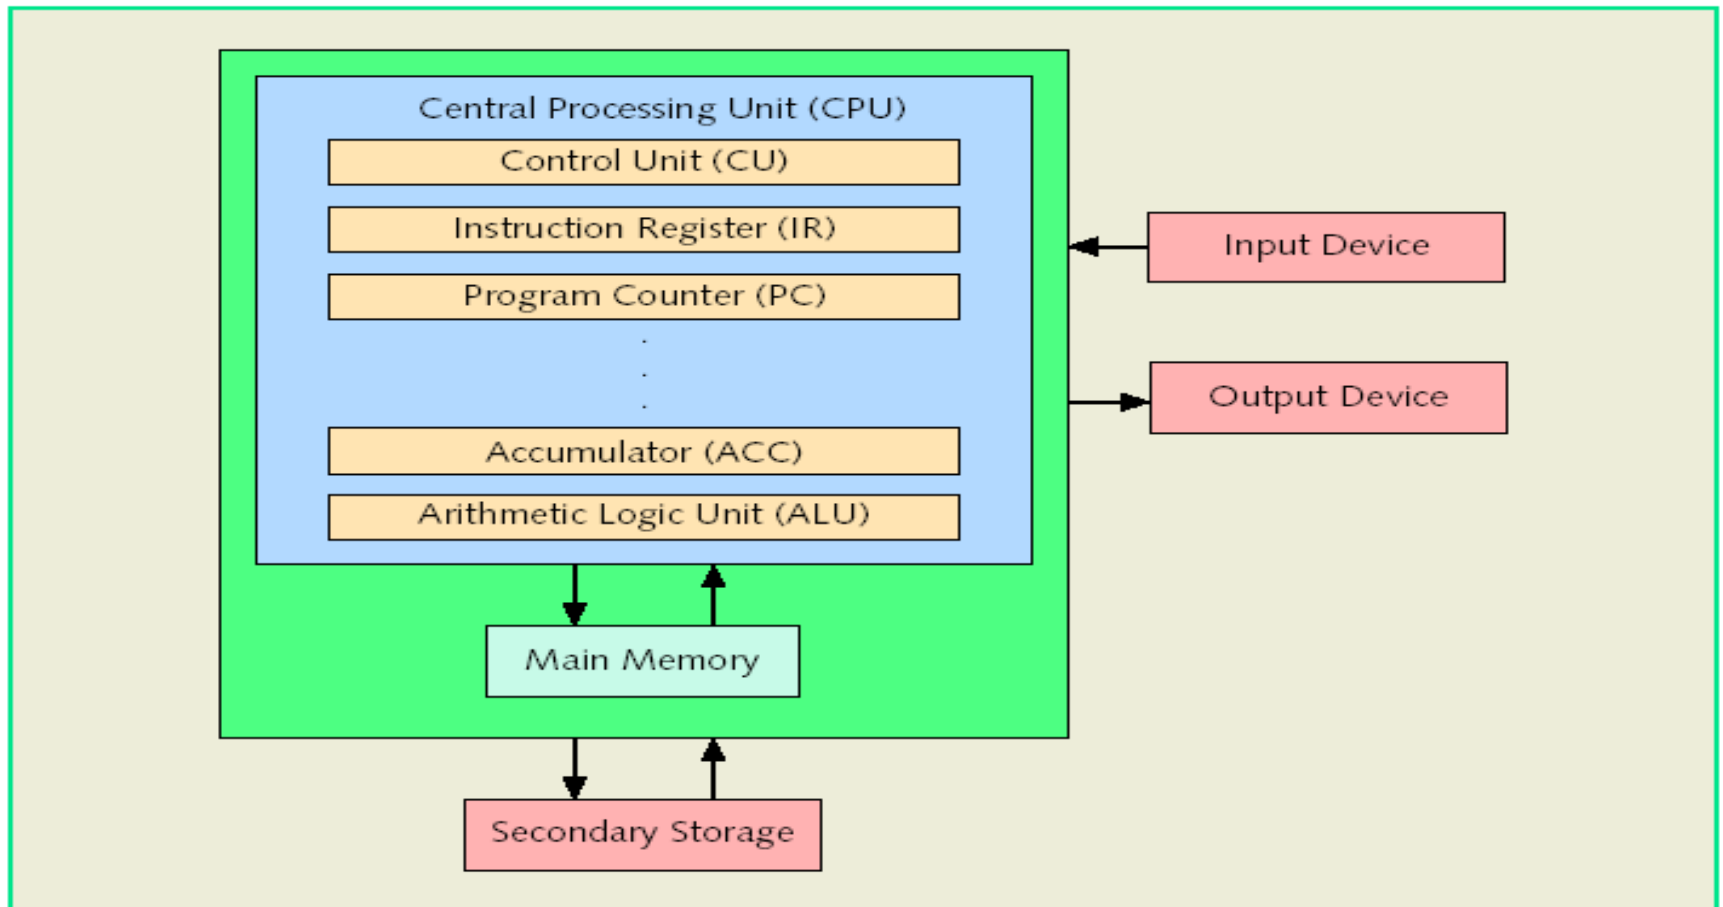 Central Processing Unit (CPU)
Control Unit (CU)
Instruction Register (IR)
Program Counter (PC)
.
.
.
Accumulator (ACC)
Arithmetic Logic Unit (ALU)
Main Memory
Secondary Storage
Input Device
Output Device